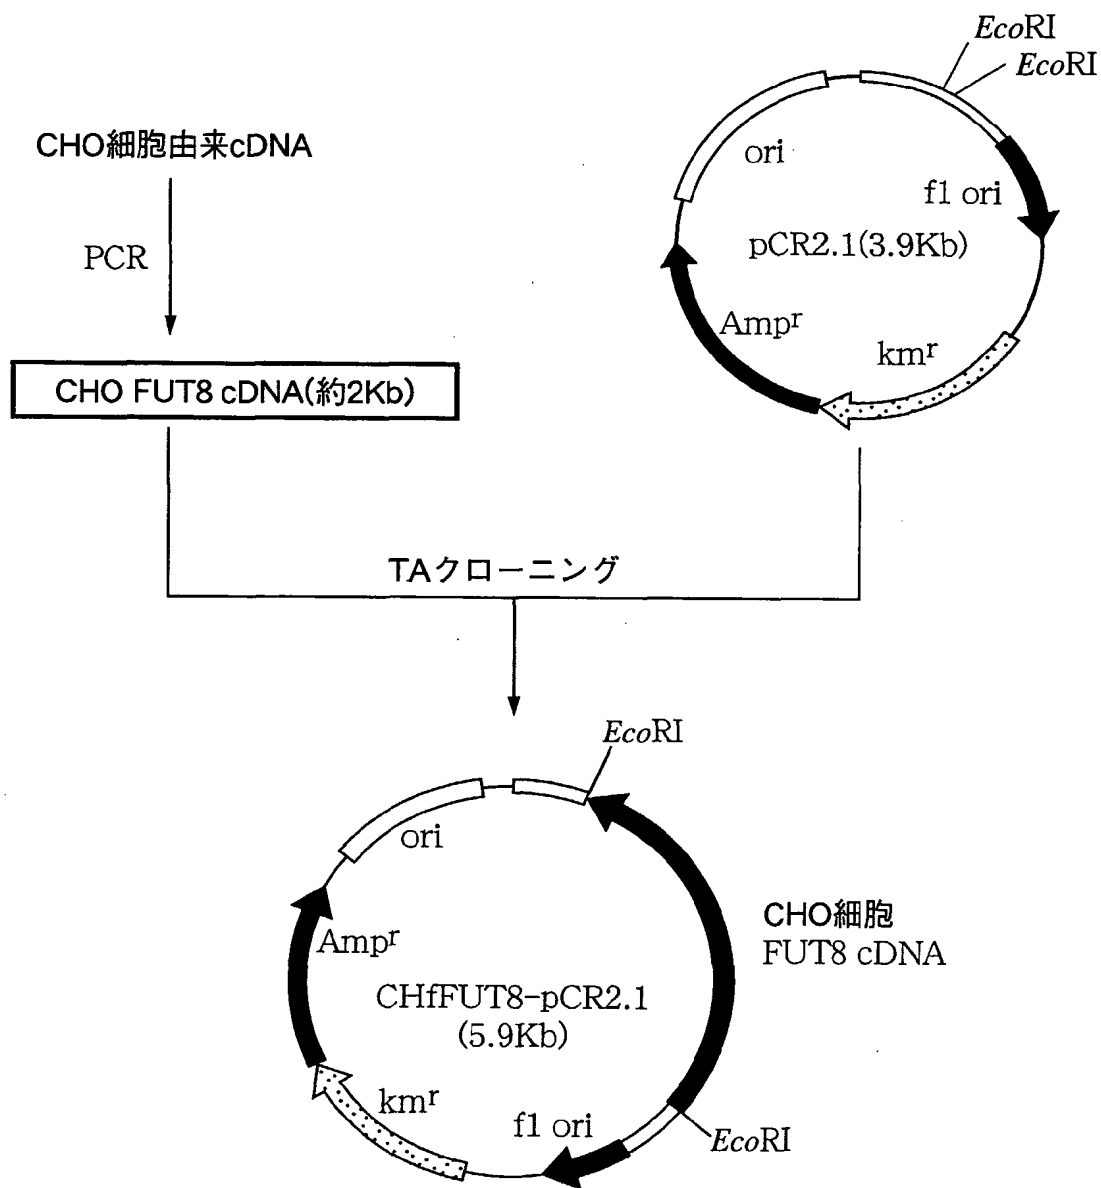 EcoRI
EcoRI
CHO細胞由来cDNA
ori
f1 ori
PCR
pCR2.1(3.9Kb)
Ampr
kmr
CHO FUT8 cDNA(約2Kb)
TAクローニング
EcoRI
ori
CHO細胞
FUT8 cDNA
Ampr
CHfFUT8-pCR2.1
(5.9Kb)
kmr
f1 ori
EcoRI